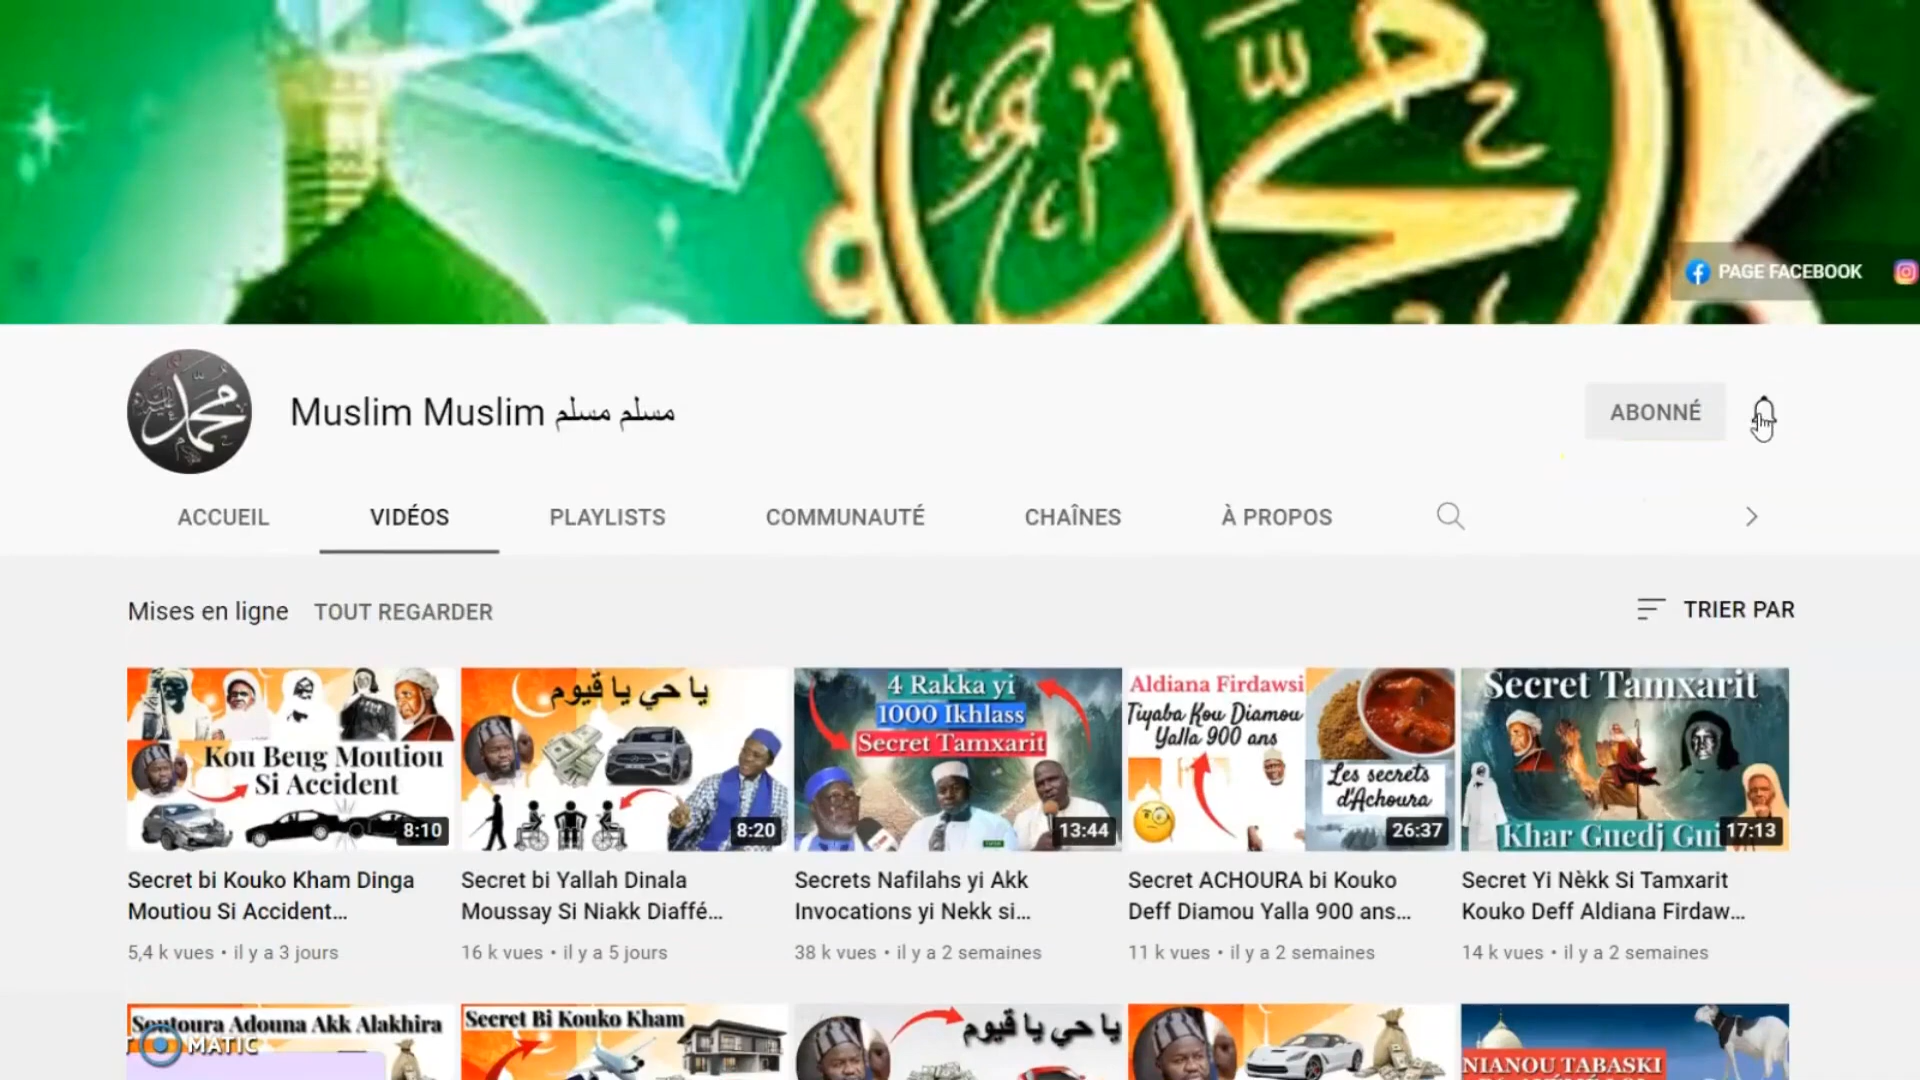 محمد
صلى الله عليه وسلم
PAGE FACEBOOK
Muslim Muslim مسلم مسلم
ABONNÉ
ACCUEIL
VIDÉOS
PLAYLISTS
COMMUNAUTÉ
CHAÎNES
À PROPOS
Mises en ligne
TOUT REGARDER
TRIER PAR
Kou Beug Moutiou
Si Accident
8:10
يا حي يا قيوم
8:20
4 Rakka yi
1000 Ikhlass
Secret Tamxarit
13:44
Aldiana Firdawsi
Tiyaba Kou Diamou
Yalla 900 ans
Les secrets
d'Achoura
26:37
Secret Tamxarit
Khar Guedj Gui
17:13
Secret bi Kouko Kham Dinga
Moutiou Si Accident...
5,4 k vues • il y a 3 jours
Secret bi Yallah Dinala
Moussay Si Niakk Diaffé...
16 k vues • il y a 5 jours
Secrets Nafilahs yi Akk
Invocations yi Nekk si...
38 k vues • il y a 2 semaines
Secret ACHOURA bi Kouko
Deff Diamou Yalla 900 ans...
11 k vues • il y a 2 semaines
Secret Yi Nèkk Si Tamxarit
Kouko Deff Aldiana Firdaw...
14 k vues • il y a 2 semaines
Soutoura Adouna Akk Alakhira
MATIC
Secret Bi Kouko Kham
يا حي يا قيوم
NIANOU TABASKI